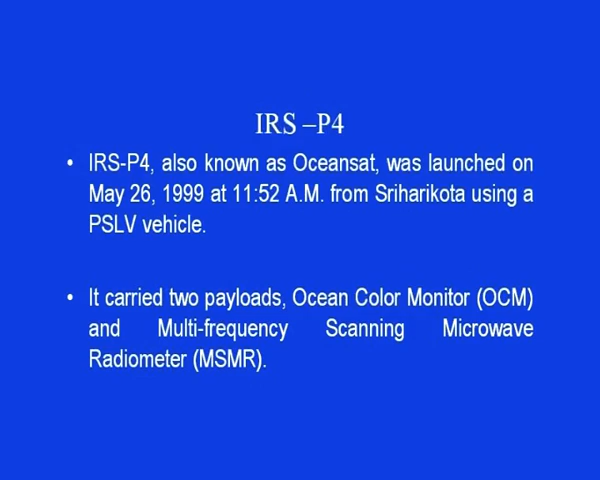 IRS –P4
• IRS-P4, also known as Oceansat, was launched on
May 26, 1999 at 11:52 A.M. from Sriharikota using a
PSLV vehicle.
• It carried two payloads, Ocean Color Monitor (OCM)
and Multi-frequency Scanning Microwave
Radiometer (MSMR).